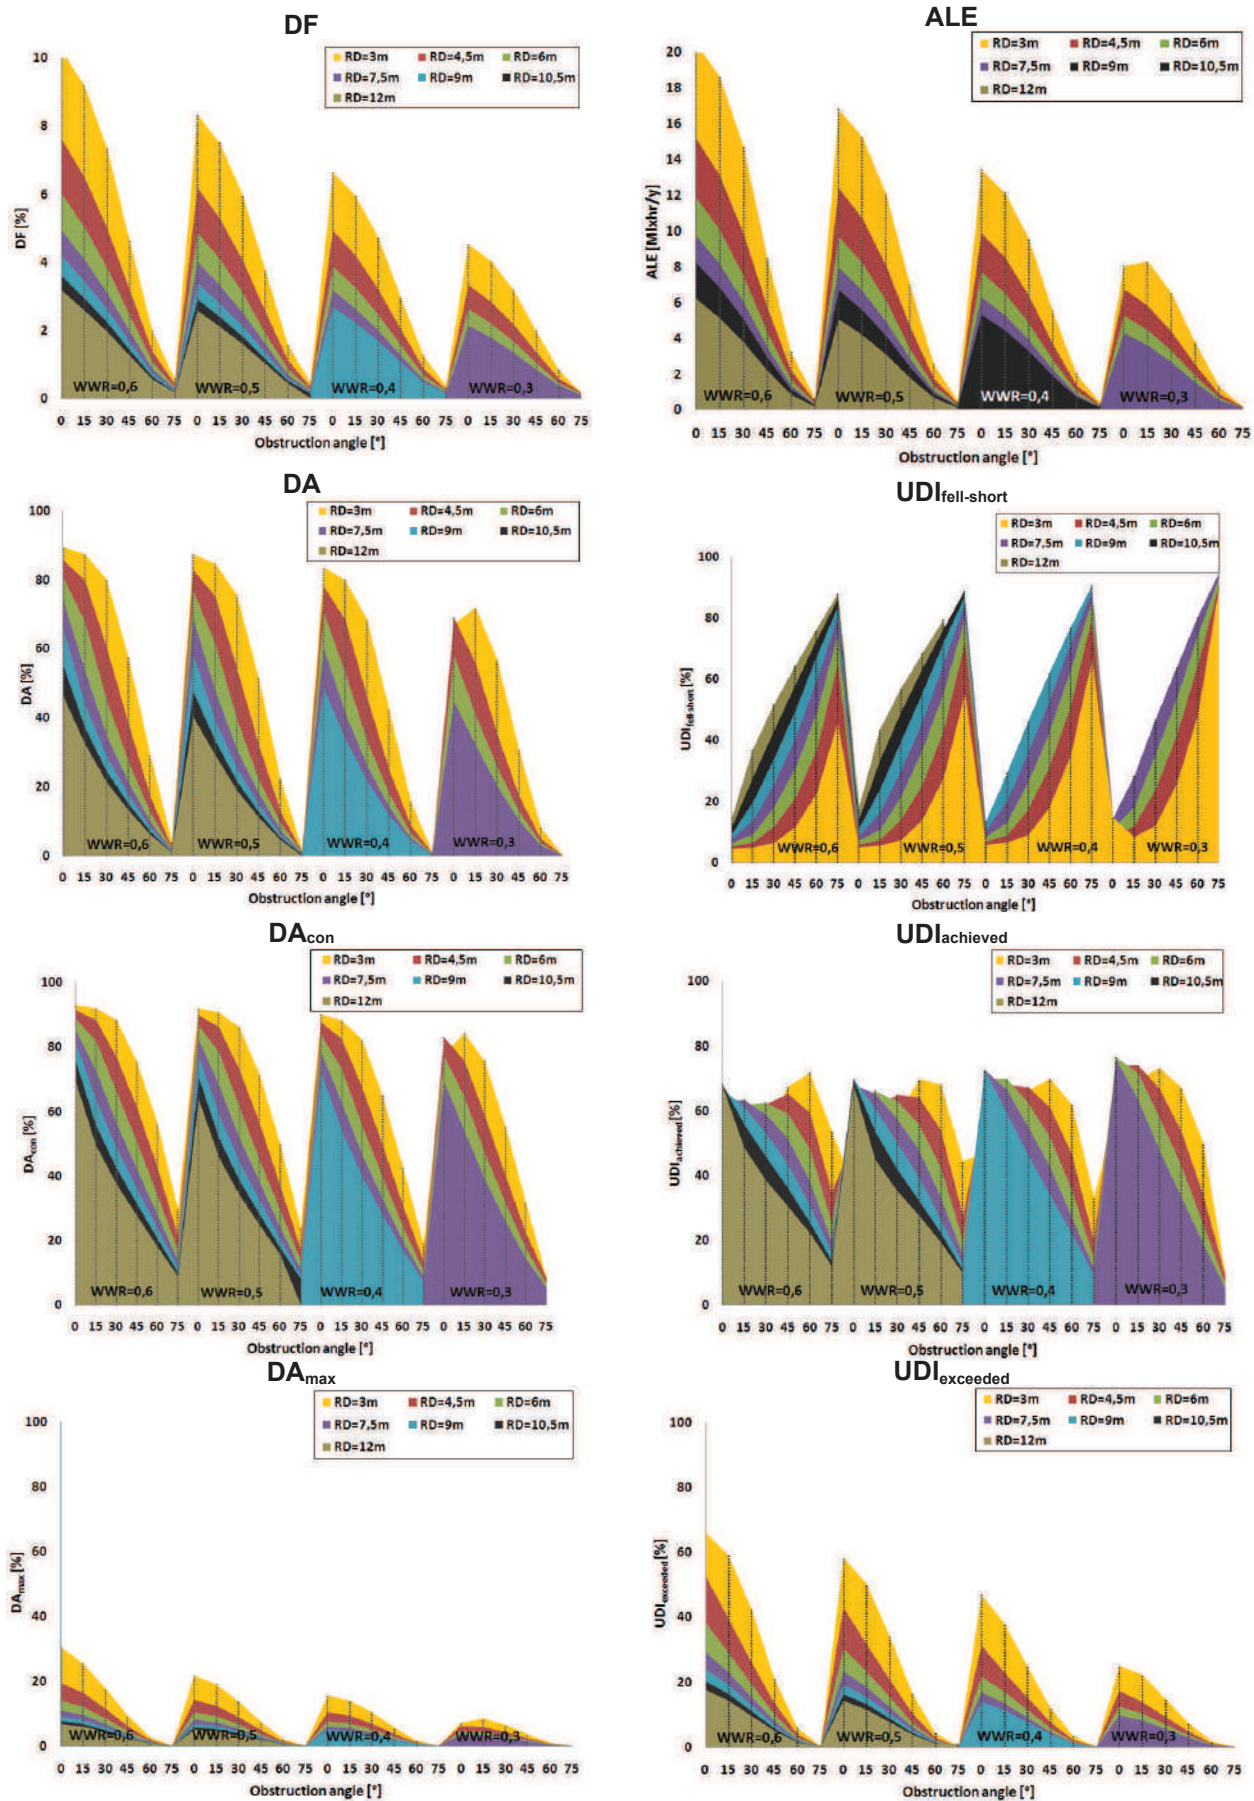 DF
RD=3m RD=4,5m RD=6m
RD=7,5m RD=9m RD=10,5m
RD=12m
10
8
6
4
2
0
DF [%]
WWR=0,6 WWR=0,5 WWR=0,4 WWR=0,3
0 15 30 45 60 75 0 15 30 45 60 75 0 15 30 45 60 75 0 15 30 45 60 75
Obstruction angle [°]
ALE
RD=3m RD=4,5m RD=6m
RD=7,5m RD=9m RD=10,5m
RD=12m
20
18
16
14
12
10
8
6
4
2
0
ALE [Mlxhr/y]
WWR=0,6 WWR=0,5 WWR=0,4 WWR=0,3
0 15 30 45 60 75 0 15 30 45 60 75 0 15 30 45 60 75 0 15 30 45 60 75
Obstruction angle [°]
DA
RD=3m RD=4,5m RD=6m
RD=7,5m RD=9m RD=10,5m
RD=12m
100
80
60
40
20
0
DA [%]
WWR=0,6 WWR=0,5 WWR=0,4 WWR=0,3
0 15 30 45 60 75 0 15 30 45 60 75 0 15 30 45 60 75 0 15 30 45 60 75
Obstruction angle [°]
UDIfell-short
RD=3m RD=4,5m RD=6m
RD=7,5m RD=9m RD=10,5m
RD=12m
100
80
60
40
20
0
UDIfell-short [%]
WWR=0,6 WWR=0,5 WWR=0,4 WWR=0,3
0 15 30 45 60 75 0 15 30 45 60 75 0 15 30 45 60 75 0 15 30 45 60 75
Obstruction angle [°]
DAcon
RD=3m RD=4,5m RD=6m
RD=7,5m RD=9m RD=10,5m
RD=12m
100
80
60
40
20
0
DAcon [%]
WWR=0,6 WWR=0,5 WWR=0,4 WWR=0,3
0 15 30 45 60 75 0 15 30 45 60 75 0 15 30 45 60 75 0 15 30 45 60 75
Obstruction angle [°]
UDIachieved
RD=3m RD=4,5m RD=6m
RD=7,5m RD=9m RD=10,5m
RD=12m
100
80
60
40
20
0
UDIachieved [%]
WWR=0,6 WWR=0,5 WWR=0,4 WWR=0,3
0 15 30 45 60 75 0 15 30 45 60 75 0 15 30 45 60 75 0 15 30 45 60 75
Obstruction angle [°]
DAmax
RD=3m RD=4,5m RD=6m
RD=7,5m RD=9m RD=10,5m
RD=12m
100
80
60
40
20
0
DAmax [%]
WWR=0,6 WWR=0,5 WWR=0,4 WWR=0,3
0 15 30 45 60 75 0 15 30 45 60 75 0 15 30 45 60 75 0 15 30 45 60 75
Obstruction angle [°]
UDIexceeded
RD=3m RD=4,5m RD=6m
RD=7,5m RD=9m RD=10,5m
RD=12m
100
80
60
40
20
0
UDIexceeded [%]
WWR=0,6 WWR=0,5 WWR=0,4 WWR=0,3
0 15 30 45 60 75 0 15 30 45 60 75 0 15 30 45 60 75 0 15 30 45 60 75
Obstruction angle [°]